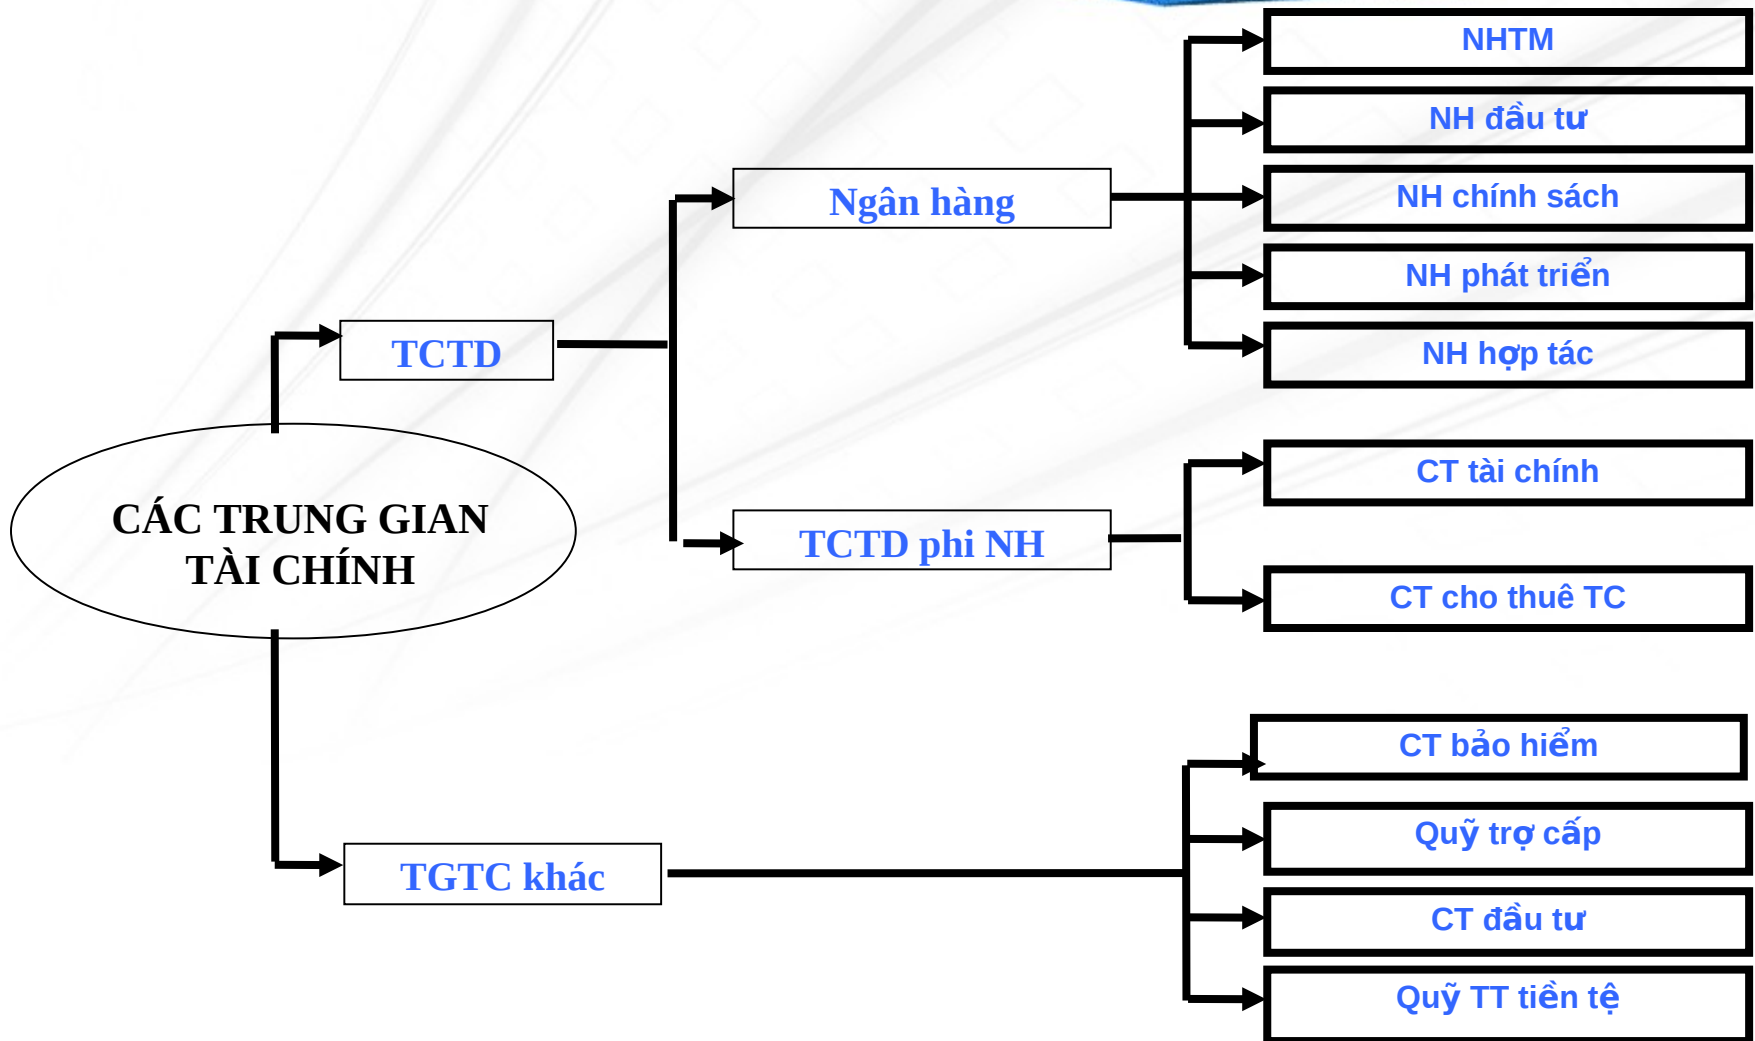 NHTM
NH đầu tư
Ngân hàng
NH chính sách
NH phát triển
TCTD
NH hợp tác
CÁC TRUNG GIAN
TÀI CHÍNH
CT tài chính
TCTD phi NH
CT cho thuê TC
CT bảo hiểm
Quỹ trợ cấp
TGTC khác
CT đầu tư
Quỹ TT tiền tệ